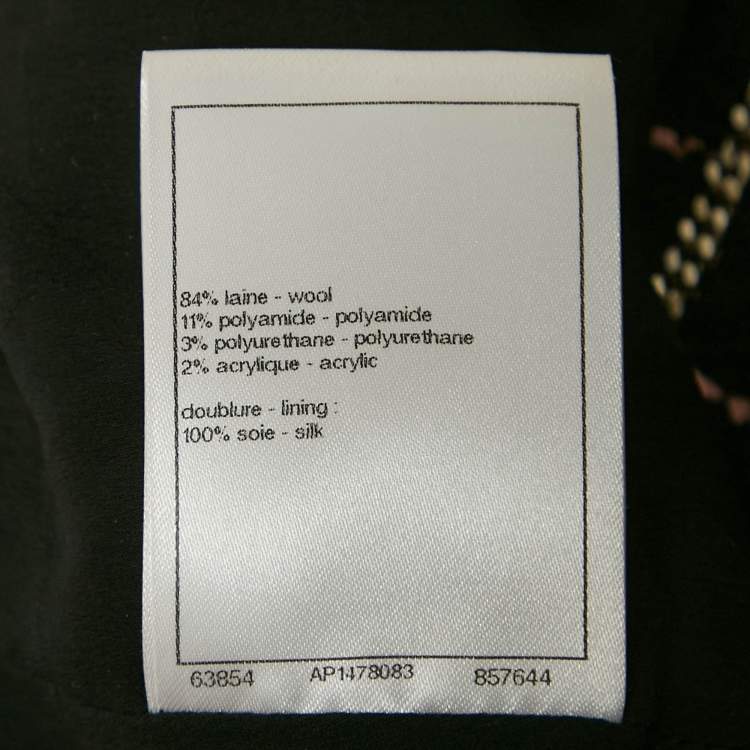 84% laine - wool
11% polyamide - polyamide
3% polyurethane - polyurethane
2% acrylique - acrylic
doublure - lining :
100% soie - silk
63854 AP1478083 857644